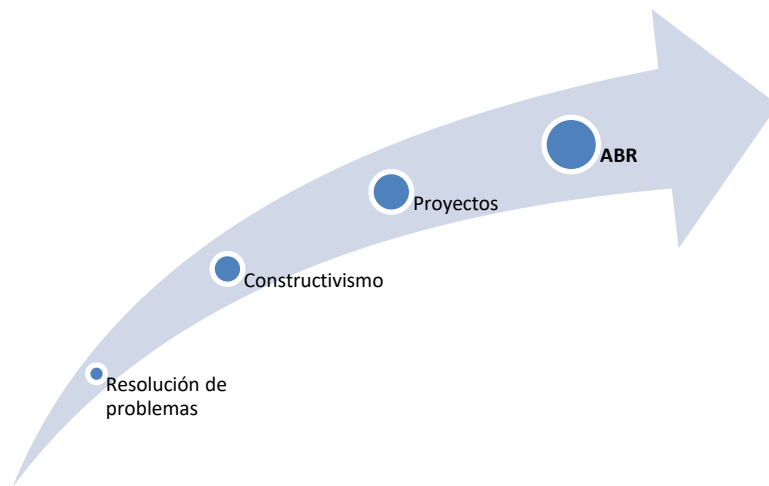 ABR
Proyectos
Constructivismo
Resolución de
problemas